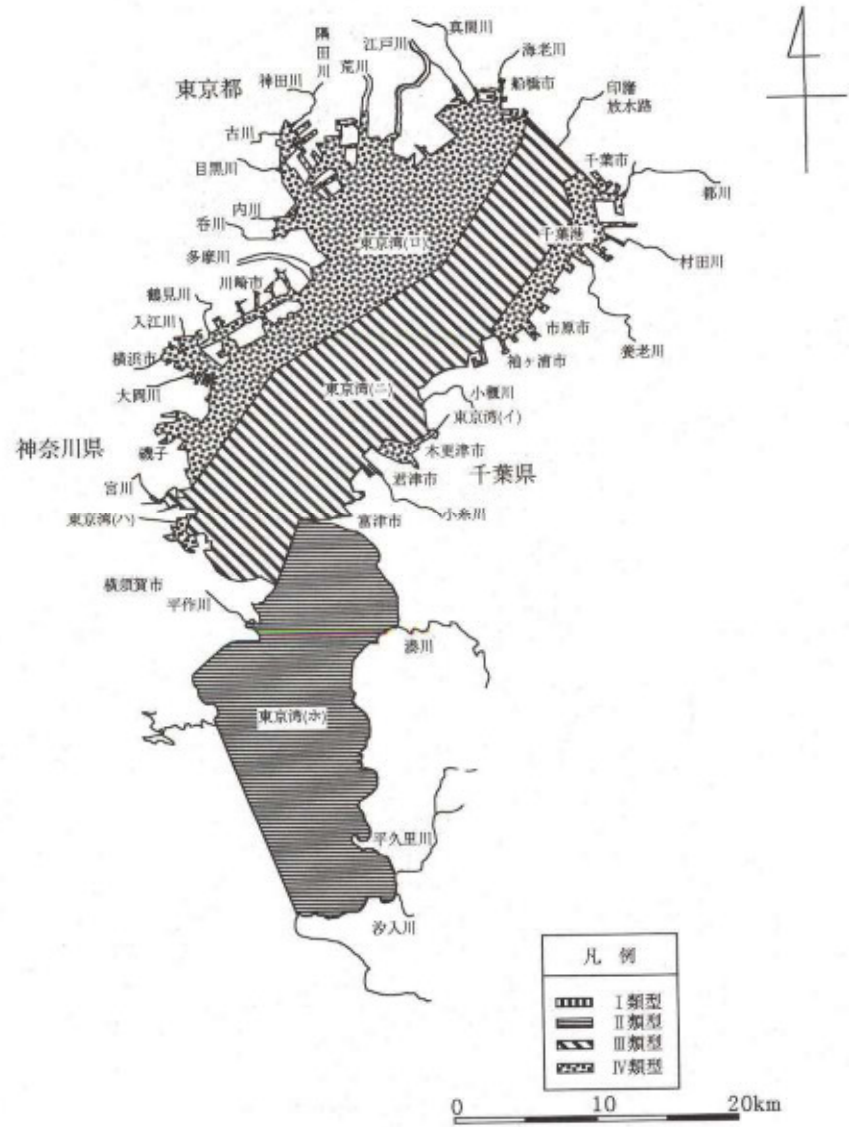 真間川
隅田川
江戸川
海老川
荒川
船橋市
東京都
神田川
印旛
放水路
古川
千葉市
目黒川
都川
内川
呑川
東京湾(ロ)
千葉港
多摩川
村田川
川崎市
鶴見川
入江川
市原市
養老川
横浜市
袖ヶ浦市
大岡川
東京湾(ニ)
小櫃川
東京湾(イ)
神奈川県
磯子
木更津市
君津市
千葉県
宮川
東京湾(ハ)
富津市
小糸川
横須賀市
平作川
湊川
東京湾(ホ)
平久里川
汐入川
凡 例
I類型
II類型
III類型
IV類型
0 10 20km